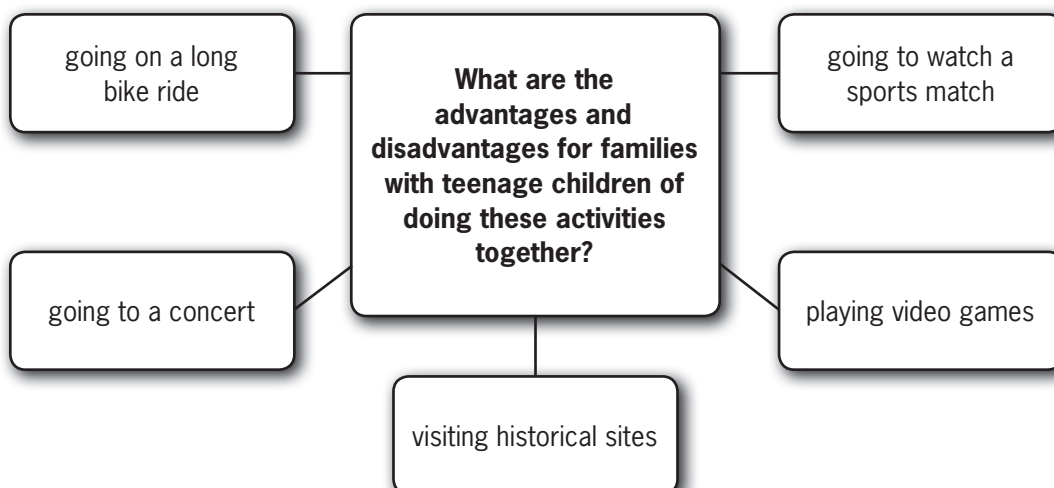 going on a long
bike ride
What are the
advantages and
disadvantages for families
with teenage children of
doing these activities
together?
going to watch a
sports match
going to a concert
playing video games
visiting historical sites